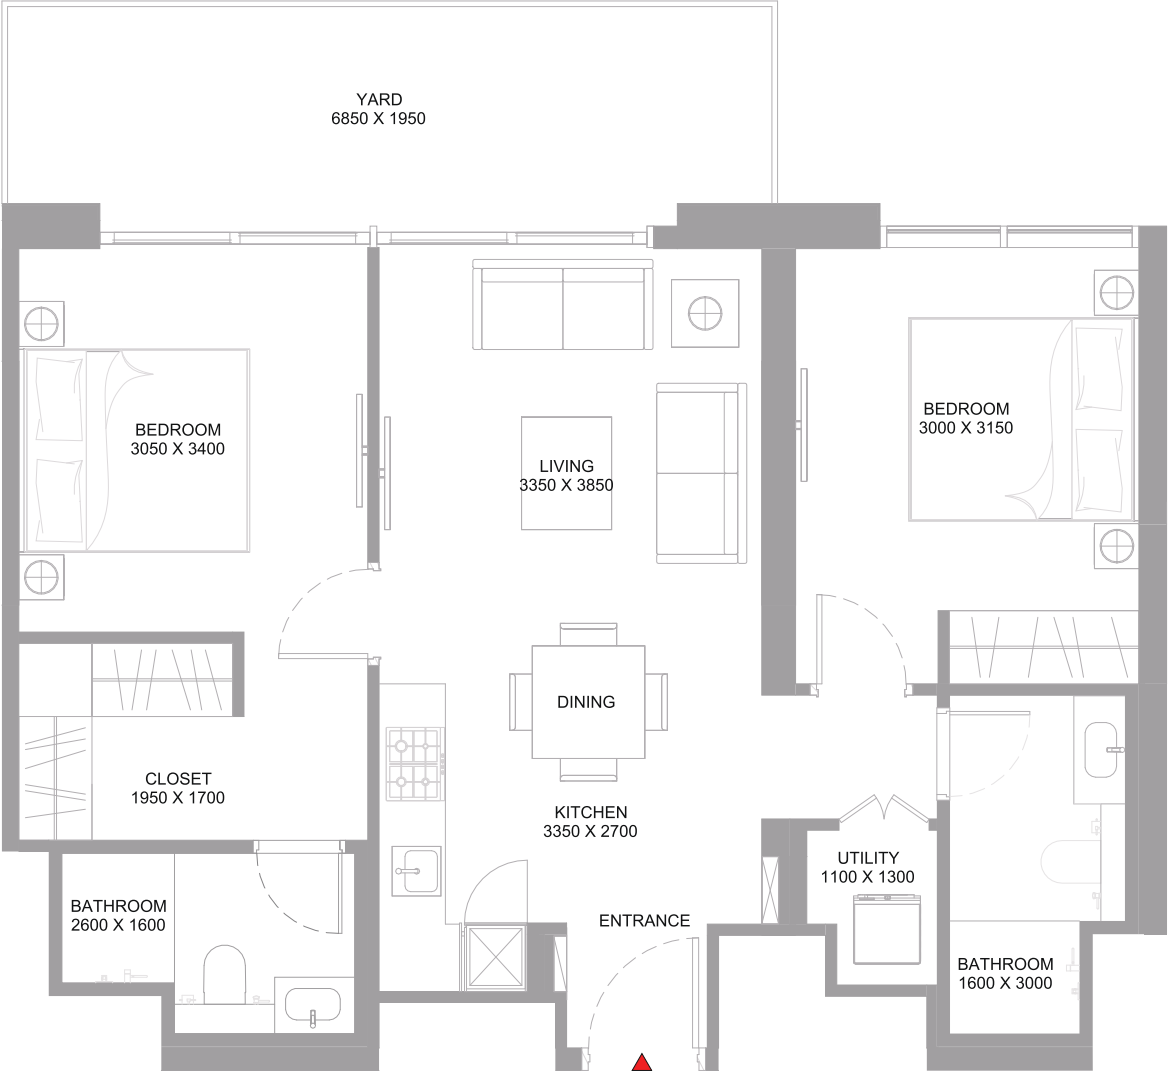 YARD
6850 X 1950
BEDROOM
3050 X 3400
LIVING
3350 X 3850
BEDROOM
3000 X 3150
DINING
CLOSET
1950 X 1700
KITCHEN
3350 X 2700
UTILITY
1100 X 1300
BATHROOM
2600 X 1600
ENTRANCE
BATHROOM
1600 X 3000